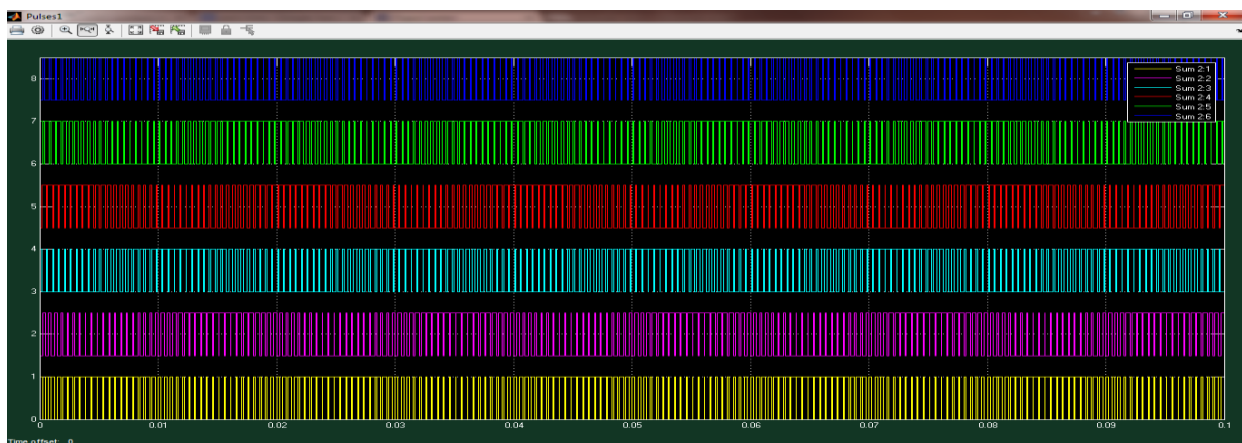 Pulses1
Sum 2:1
Sum 2:2
Sum 2:3
Sum 2:4
Sum 2:5
Sum 2:6
8
7
6
5
4
3
2
1
0
0 0.01 0.02 0.03 0.04 0.05 0.06 0.07 0.08 0.09 0.1
Time offset: 0